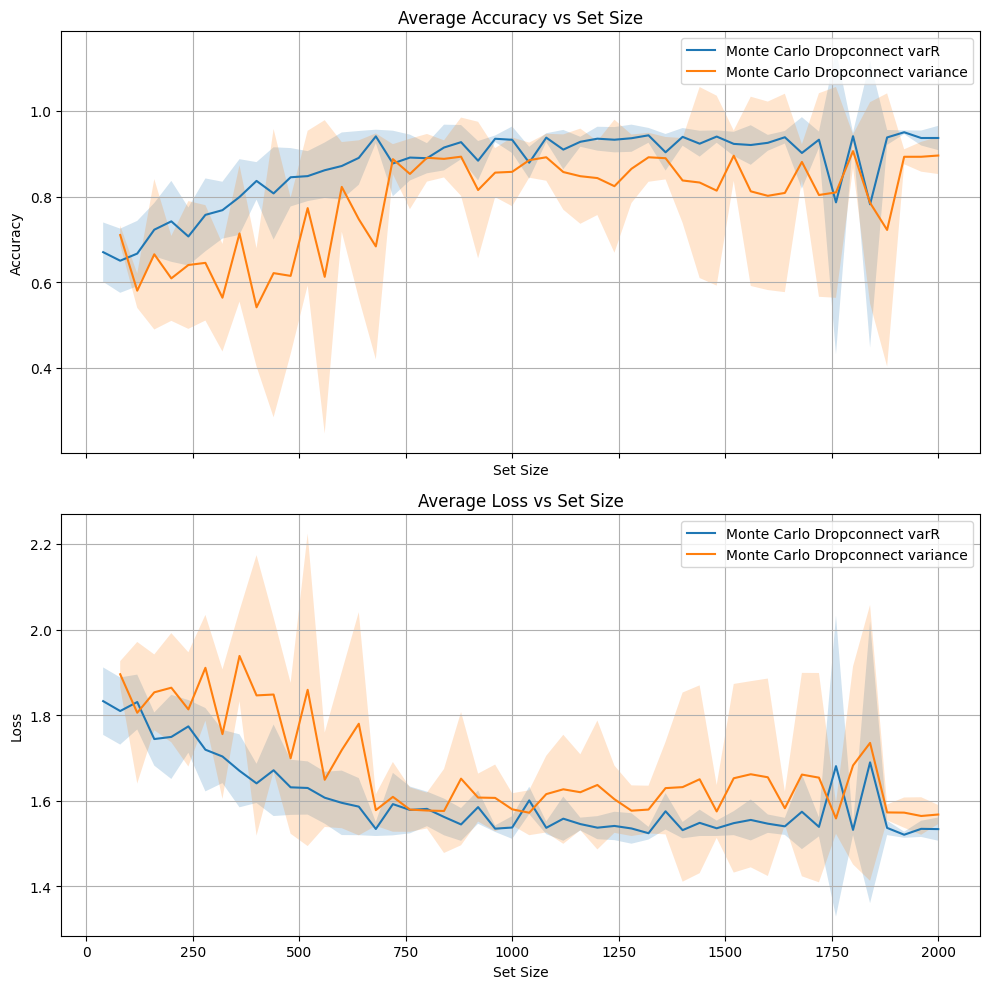 Average Accuracy vs Set Size
Monte Carlo Dropconnect varR
Monte Carlo Dropconnect variance
1.0
0.8
0.6
0.4
Accuracy
Set Size
Average Loss vs Set Size
Monte Carlo Dropconnect varR
Monte Carlo Dropconnect variance
2.2
2.0
1.8
1.6
1.4
Loss
0 250 500 750 1000 1250 1500 1750 2000
Set Size